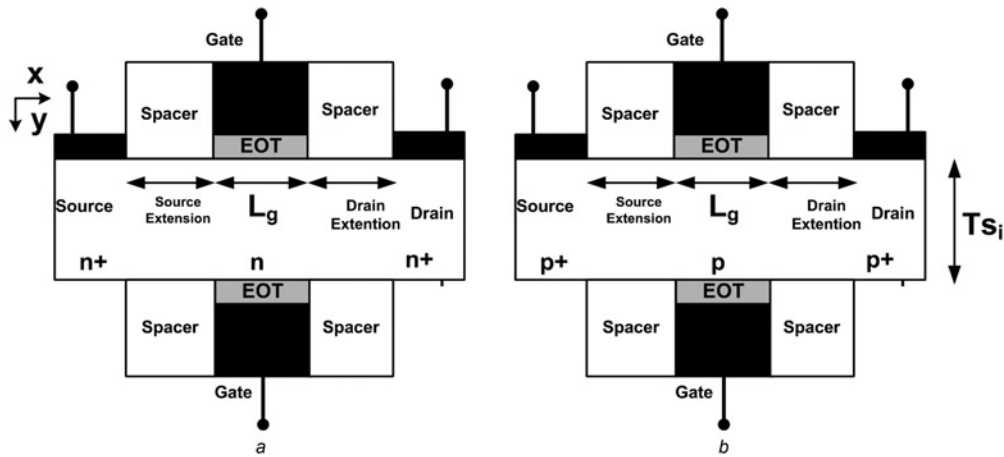 Gate
x
y
Spacer
Spacer
EOT
Source
Source
Extension
Lg
Drain
Extention
Drain
n+
n
n+
EOT
Spacer
Spacer
Gate
a
Gate
Spacer
Spacer
EOT
Source
Source
Extension
Lg
Drain
Extention
Drain
p+
p
p+
Tsi
EOT
Spacer
Spacer
Gate
b